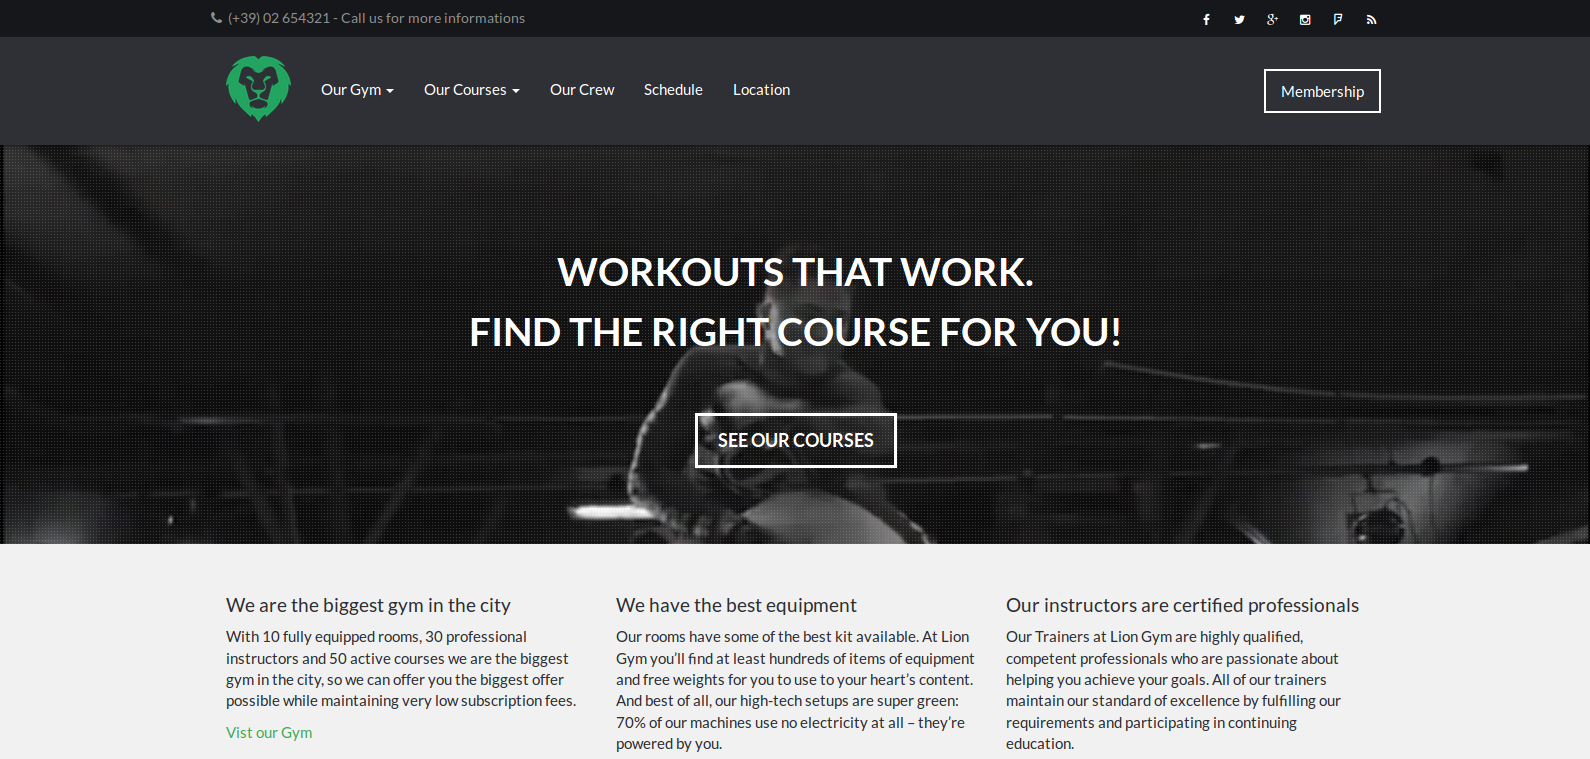 (+39) 02 654321 - Call us for more informations
Our Gym
Our Courses
Our Crew
Schedule
Location
Membership
WORKOUTS THAT WORK.
FIND THE RIGHT COURSE FOR YOU!
SEE OUR COURSES
We are the biggest gym in the city
With 10 fully equipped rooms, 30 professional
instructors and 50 active courses we are the biggest
gym in the city, so we can offer you the biggest offer
possible while maintaining very low subscription fees.
Vist our Gym
We have the best equipment
Our rooms have some of the best kit available. At Lion
Gym you’ll find at least hundreds of items of equipment
and free weights for you to use to your heart’s content.
And best of all, our high-tech setups are super green:
70% of our machines use no electricity at all – they’re
powered by you.
Our instructors are certified professionals
Our Trainers at Lion Gym are highly qualified,
competent professionals who are passionate about
helping you achieve your goals. All of our trainers
maintain our standard of excellence by fulfilling our
requirements and participating in continuing
education.